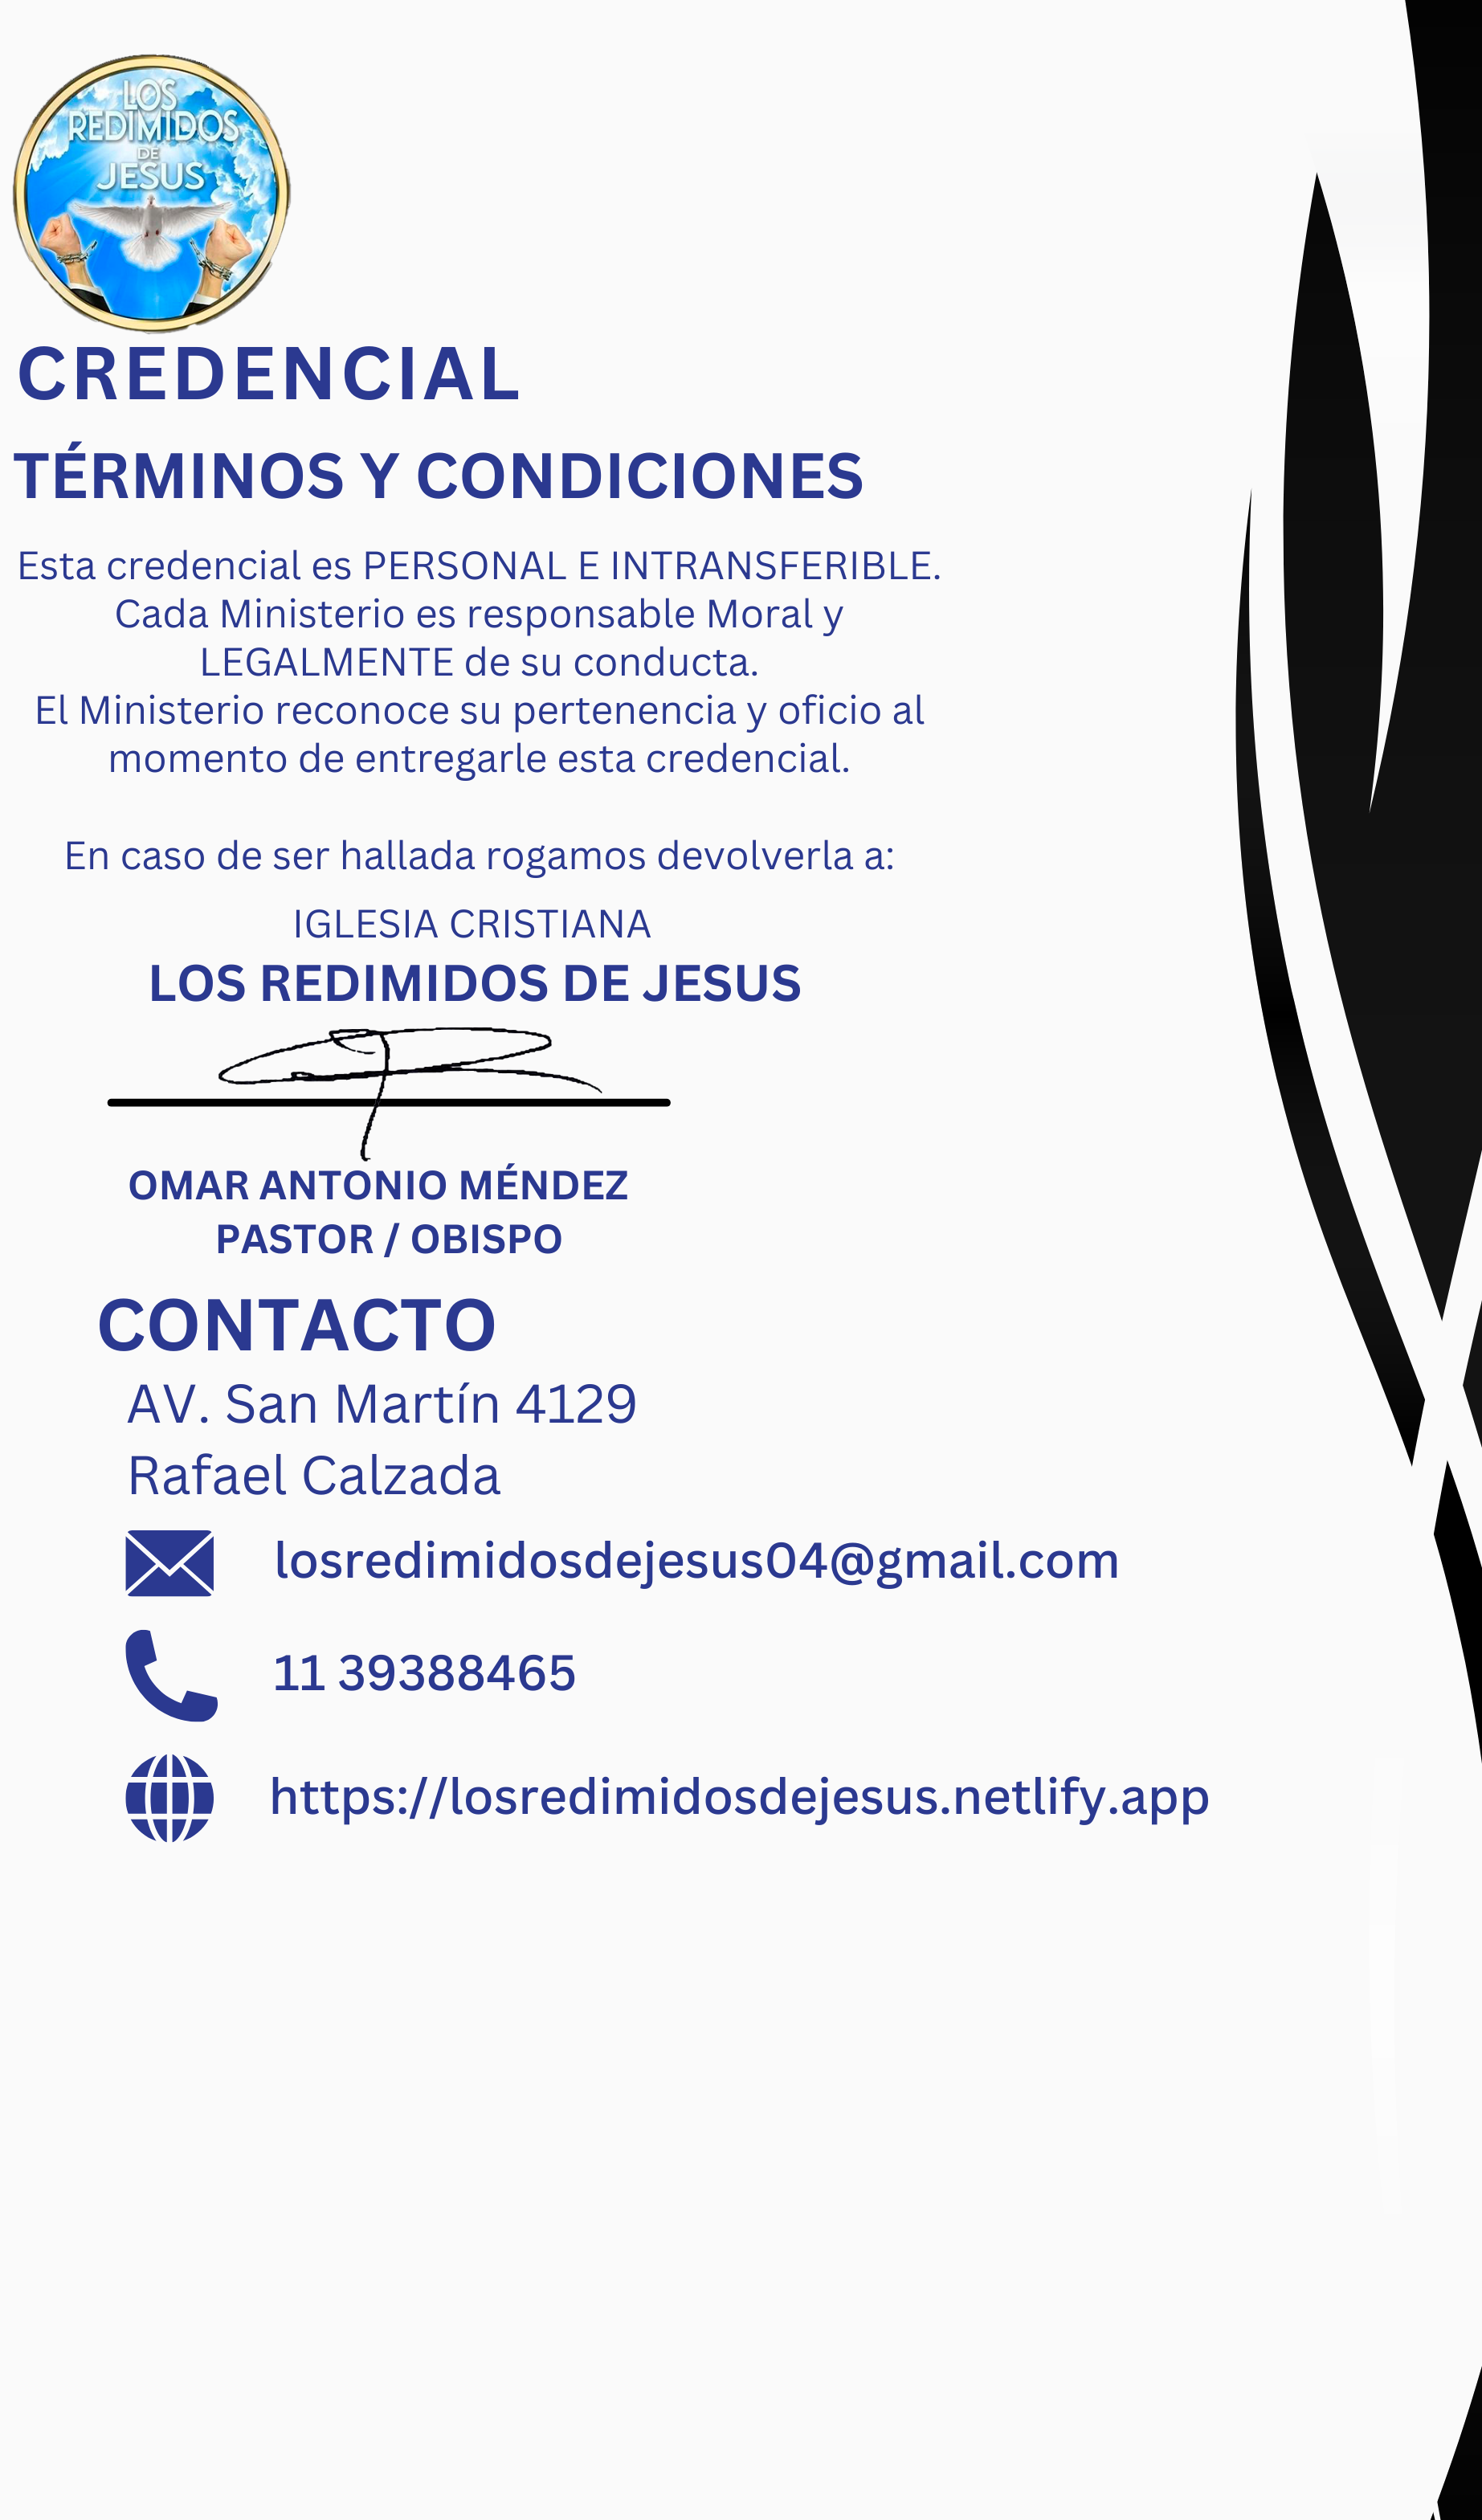 LOS
REDIMIDOS
DE
JESUS
CREDENCIAL
TÉRMINOS Y CONDICIONES
Esta credencial es PERSONAL E INTRANSFERIBLE.
Cada Ministerio es responsable Moral y
LEGALMENTE de su conducta.
El Ministerio reconoce su pertenencia y oficio al
momento de entregarle esta credencial.
En caso de ser hallada rogamos devolverla a:
IGLESIA CRISTIANA
LOS REDIMIDOS DE JESUS
OMAR ANTONIO MÉNDEZ
PASTOR / OBISPO
CONTACTO
AV. San Martín 4129
Rafael Calzada
losredimidosdejesus04@gmail.com
11 39388465
https://losredimidosdejesus.netlify.app